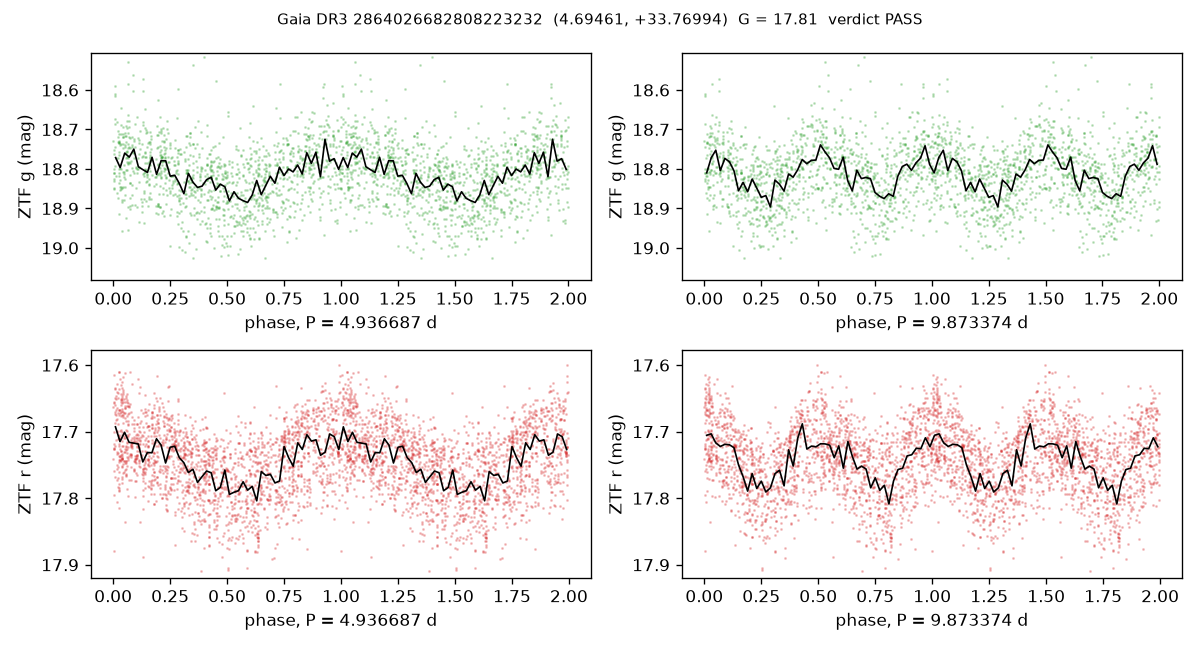 Gaia DR3 2864026682808223232 (4.69461, +33.76994) G = 17.81 verdict PASS
ZTF g (mag)
18.6
18.7
18.8
18.9
19.0
0.00 0.25 0.50 0.75 1.00 1.25 1.50 1.75 2.00
phase, P = 4.936687 d
ZTF g (mag)
18.6
18.7
18.8
18.9
19.0
0.00 0.25 0.50 0.75 1.00 1.25 1.50 1.75 2.00
phase, P = 9.873374 d
ZTF r (mag)
17.6
17.7
17.8
17.9
0.00 0.25 0.50 0.75 1.00 1.25 1.50 1.75 2.00
phase, P = 4.936687 d
ZTF r (mag)
17.6
17.7
17.8
17.9
0.00 0.25 0.50 0.75 1.00 1.25 1.50 1.75 2.00
phase, P = 9.873374 d